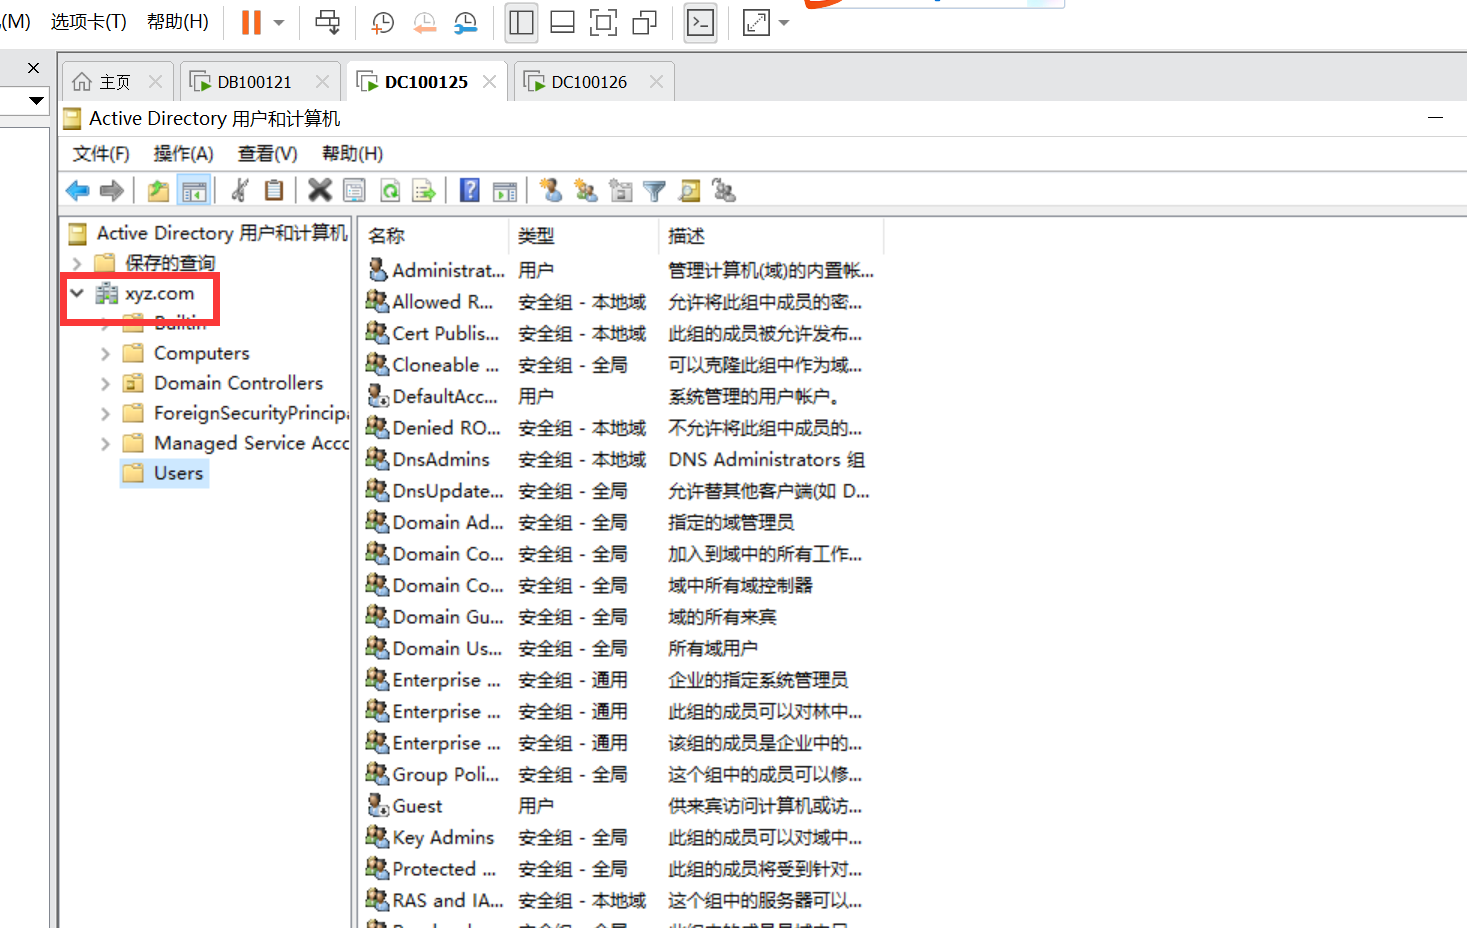 (M) 选项卡(T) 帮助(H)
主页 DB100121 DC100125 DC100126
Active Directory 用户和计算机
文件(F) 操作(A) 查看(V) 帮助(H)
Active Directory 用户和计算机
保存的查询
xyz.com
Builtin
Computers
Domain Controllers
ForeignSecurityPrincipa
Managed Service Acco
Users
名称 类型 描述
Administrat... 用户 管理计算机(域)的内置帐...
Allowed R... 安全组 - 本地域 允许将此组中成员的密...
Cert Publis... 安全组 - 本地域 此组的成员被允许发布...
Cloneable ... 安全组 - 全局 可以克隆此组中作为域...
DefaultAcc... 用户 系统管理的用户帐户。
Denied RO... 安全组 - 本地域 不允许将此组中成员的...
DnsAdmins 安全组 - 本地域 DNS Administrators 组
DnsUpdate... 安全组 - 全局 允许替其他客户端(如 D...
Domain Ad... 安全组 - 全局 指定的域管理员
Domain Co... 安全组 - 全局 加入到域中的所有工作...
Domain Co... 安全组 - 全局 域中所有域控制器
Domain Gu... 安全组 - 全局 域的所有来宾
Domain Us... 安全组 - 全局 所有域用户
Enterprise ... 安全组 - 通用 企业的指定系统管理员
Enterprise ... 安全组 - 通用 此组的成员可以对林中...
Enterprise ... 安全组 - 通用 该组的成员是企业中的...
Group Poli... 安全组 - 全局 这个组中的成员可以修...
Guest 用户 供来宾访问计算机或访...
Key Admins 安全组 - 全局 此组的成员可以对域中...
Protected ... 安全组 - 全局 此组的成员将受到针对...
RAS and IA... 安全组 - 本地域 这个组中的服务器可以...